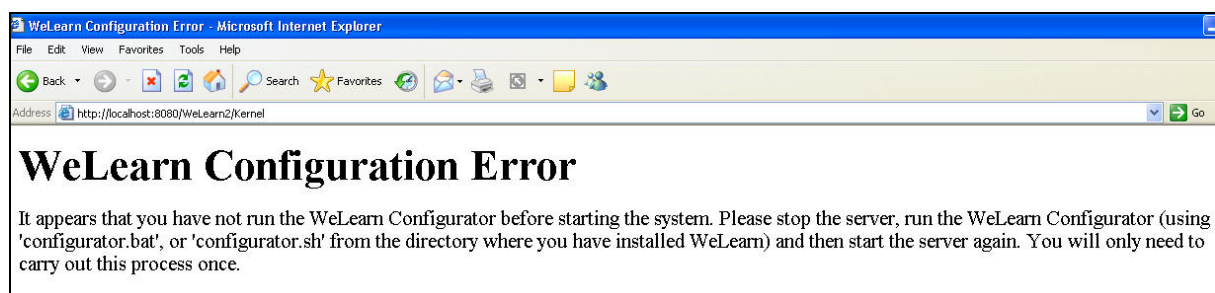 WeLearn Configuration Error - Microsoft Internet Explorer
File Edit View Favorites Tools Help
Back Search Favorites
Address http://localhost:8080/WeLearn2/Kernel Go
WeLearn Configuration Error
It appears that you have not run the WeLearn Configurator before starting the system. Please stop the server, run the WeLearn Configurator (using
'configurator.bat', or 'configurator.sh' from the directory where you have installed WeLearn) and then start the server again. You will only need to
carry out this process once.